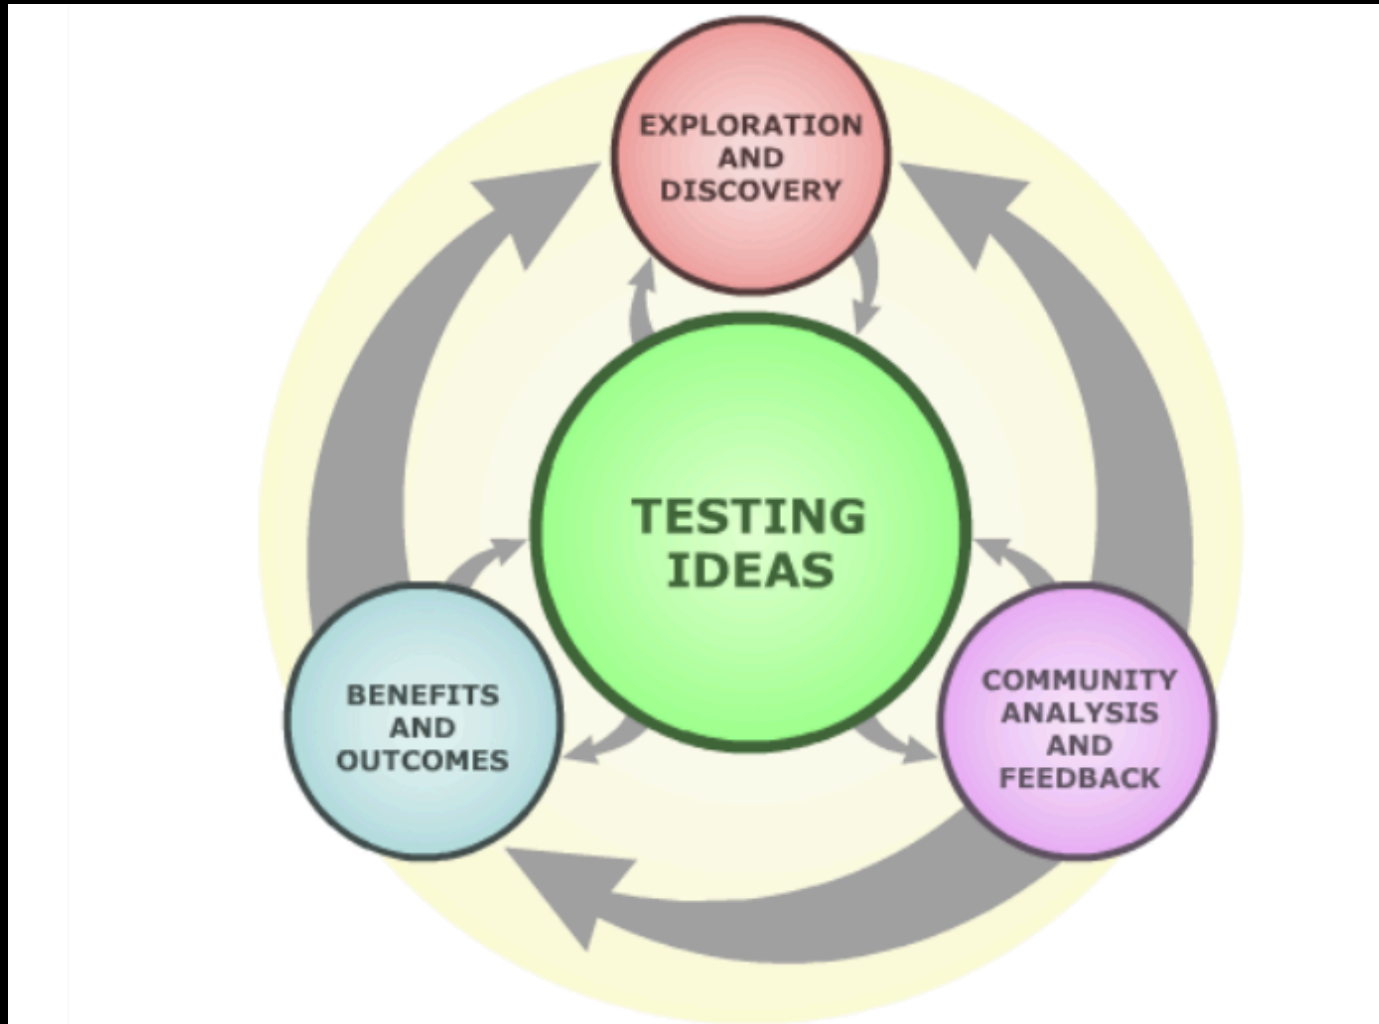 EXPLORATION
AND
DISCOVERY
TESTING
IDEAS
BENEFITS
AND
OUTCOMES
COMMUNITY
ANALYSIS
AND
FEEDBACK